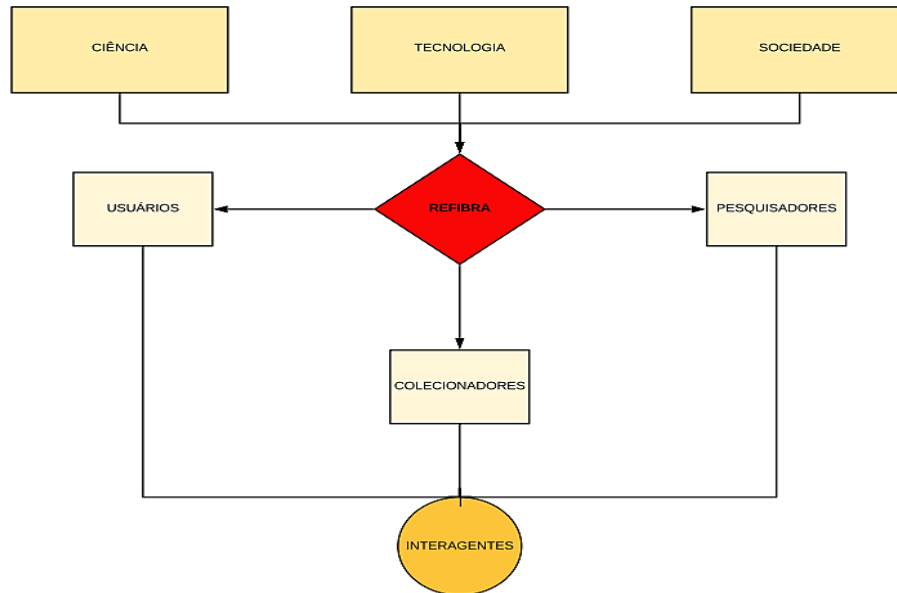 CIÊNCIA
TECNOLOGIA
SOCIEDADE
USUÁRIOS
REFIBRA
PESQUISADORES
COLECIONADORES
INTERAGENTES